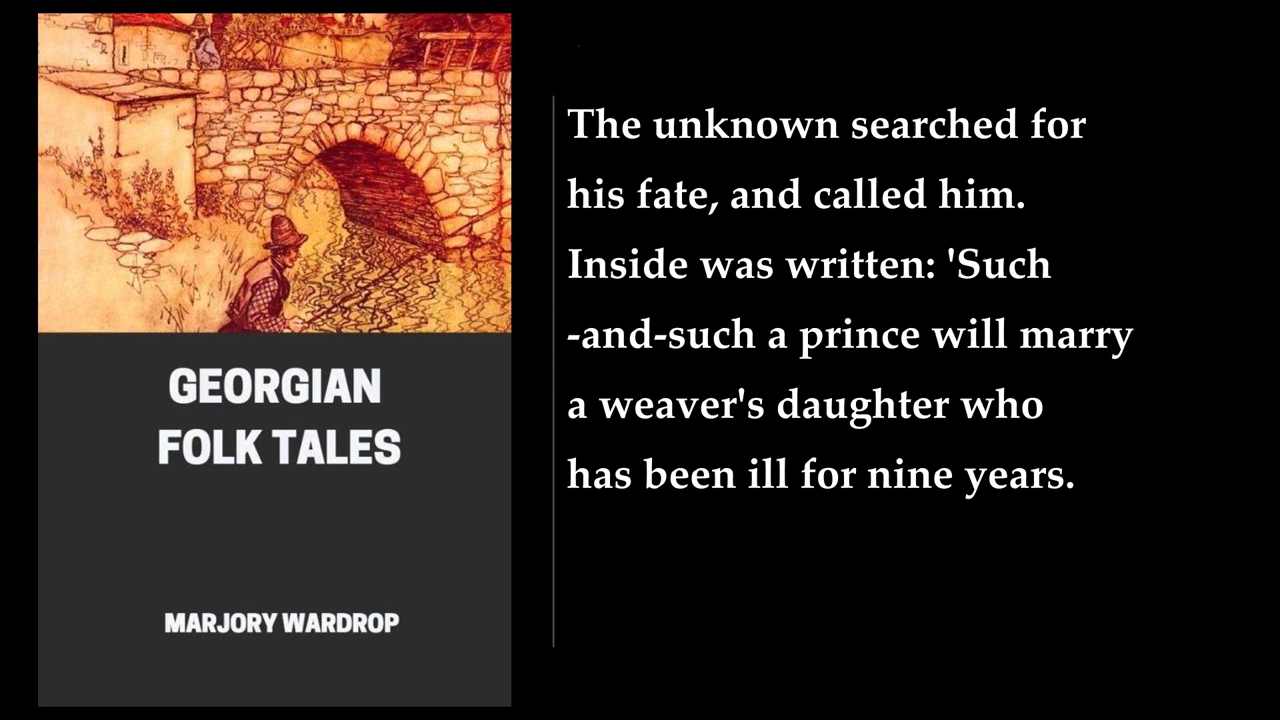 GEORGIAN
FOLK TALES
MARJORY WARDROP
The unknown searched for
his fate, and called him.
Inside was written: 'Such
-and-such a prince will marry
a weaver's daughter who
has been ill for nine years.